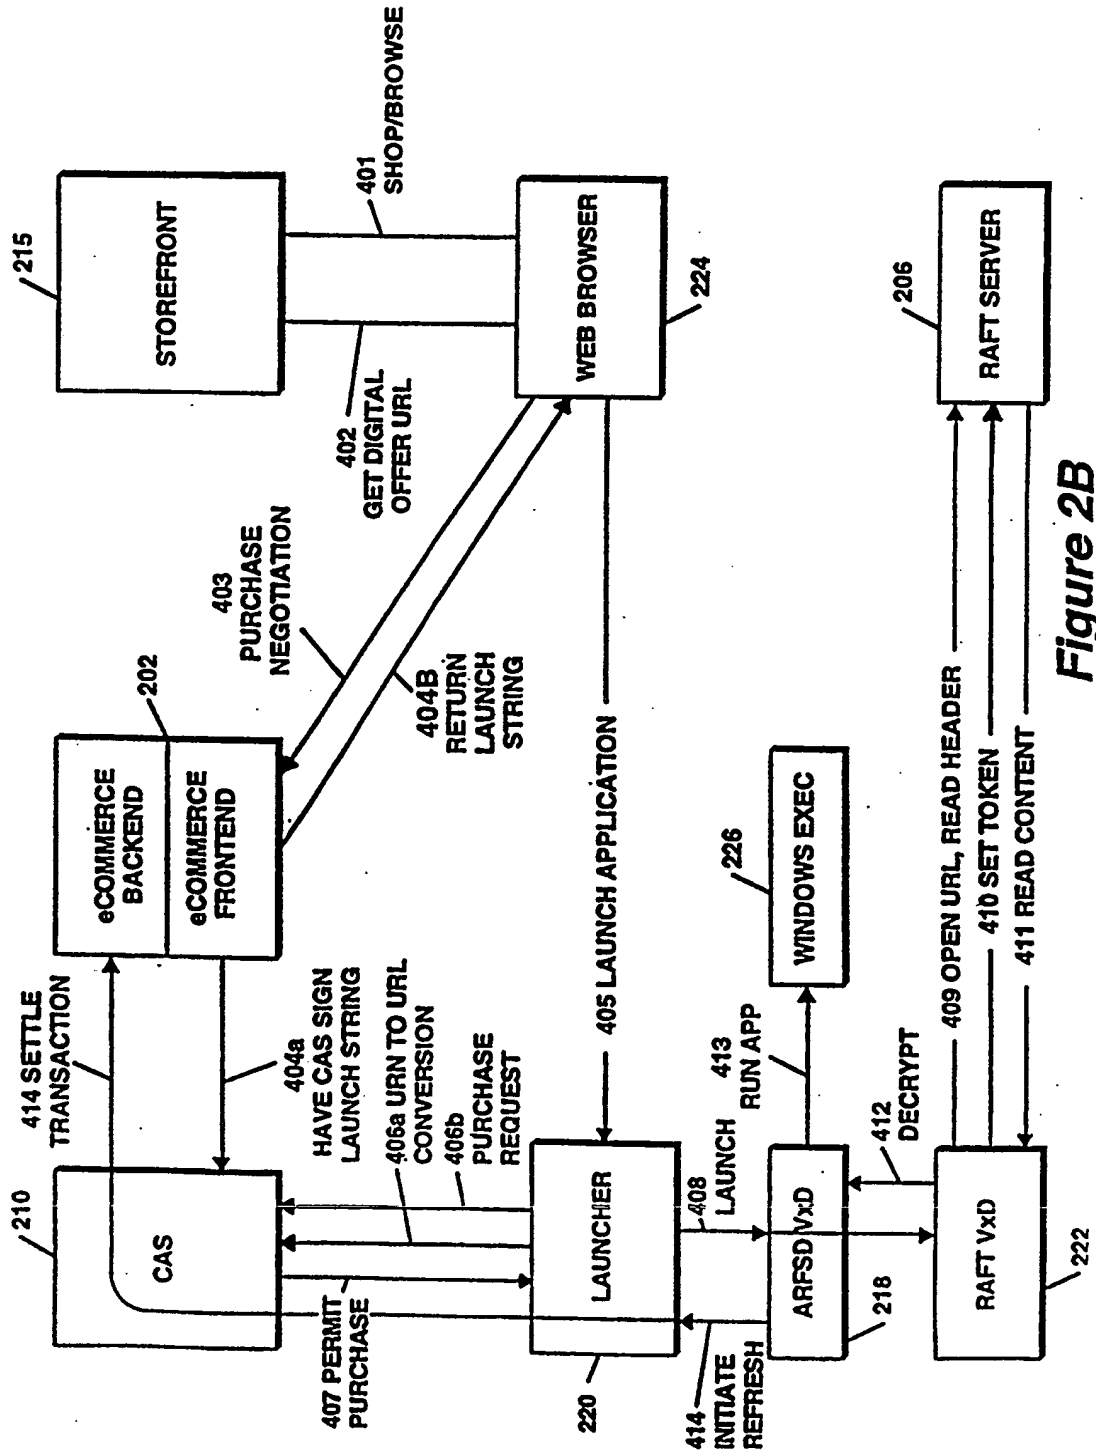 215
STOREFRONT
401
SHOP/BROWSE
402
GET DIGITAL
OFFER URL
WEB BROWSER
224
403
PURCHASE
NEGOTIATION
404B
RETURN
LAUNCH
STRING
202
eCOMMERCE
BACKEND
eCOMMERCE
FRONTEND
414 SETTLE
TRANSACTION
404a
HAVE CAS SIGN
LAUNCH STRING
406a URN TO URL
CONVERSION
406b
PURCHASE
REQUEST
405 LAUNCH APPLICATION
210
CAS
407 PERMIT
PURCHASE
LAUNCHER
220
408
LAUNCH
414
INITIATE
REFRESH
413
RUN APP
226
WINDOWS EXEC
ARFSD VxD
218
412
DECRYPT
RAFT VxD
222
409 OPEN URL, READ HEADER
410 SET TOKEN
411 READ CONTENT
206
RAFT SERVER
Figure 2B